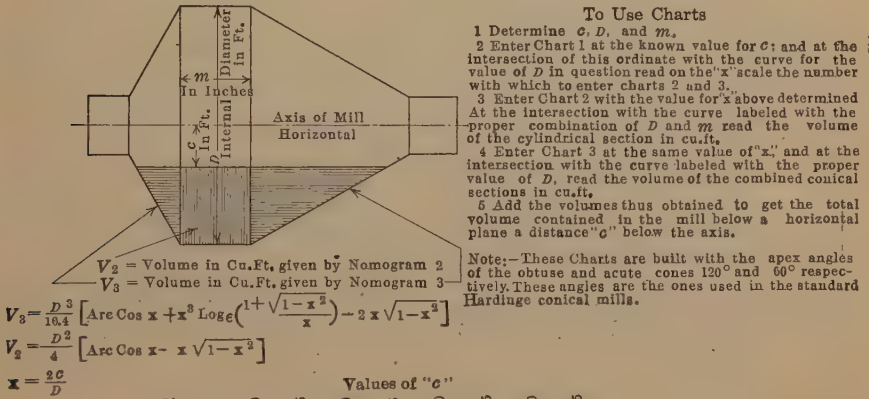 Diameter
in Ft.
m
In Inches
Internal
In Ft.
c
D
Axis of Mill
Horizontal
V2 = Volume in Cu.Ft. given by Nomogram 2
V3 = Volume in Cu.Ft. given by Nomogram 3
V3 = D³/16.4 [Arc Cos x + x³ Logϵ(1+√1-x²/x) - 2x√1-x²]
V2 = D²/4 [Arc Cos x - x√1-x²]
x = 2c/D
Values of "c"
To Use Charts
1 Determine c, D, and m.
2 Enter Chart 1 at the known value for c; and at the
intersection of this ordinate with the curve for the
value of D in question read on the "x" scale the number
with which to enter charts 2 and 3.
3 Enter Chart 2 with the value for "x" above determined
At the intersection with the curve labeled with the
proper combination of D and m read the volume
of the cylindrical section in cu.ft.
4 Enter Chart 3 at the same value of "x," and at the
intersection with the curve labeled with the proper
value of D, read the volume of the combined conical
sections in cu.ft.
5 Add the volumes thus obtained to get the total
volume contained in the mill below a horizontal
plane a distance "c" below the axis.
Note:-These Charts are built with the apex angles
of the obtuse and acute cones 120° and 60° respec-
tively. These angles are the ones used in the standard
Hardinge conical mills.